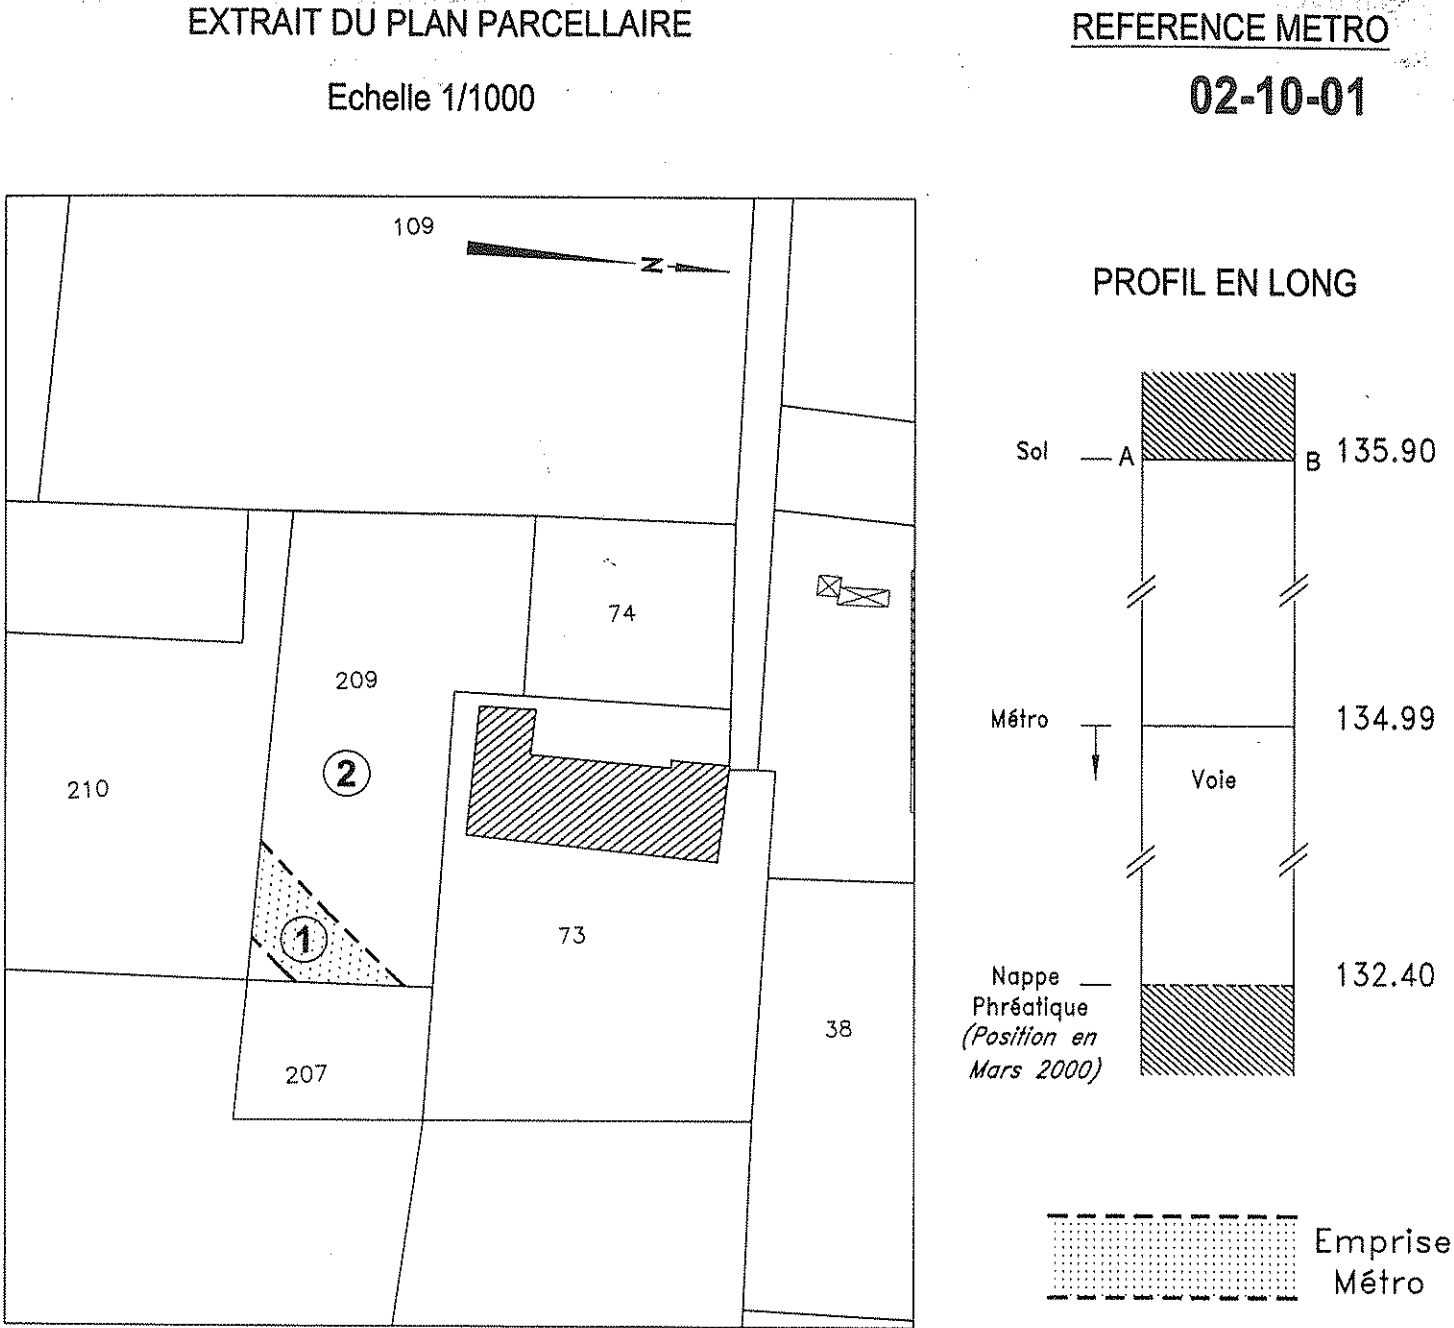 EXTRAIT DU PLAN PARCELLAIRE
Echelle 1/1000
REFERENCE METRO
02-10-01
109
N
74
209
2
210
1
73
38
207
PROFIL EN LONG
Sol
A
B
135.90
Métro
134.99
Voie
Nappe
Phréatique
(Position en
Mars 2000)
132.40
Emprise
Métro